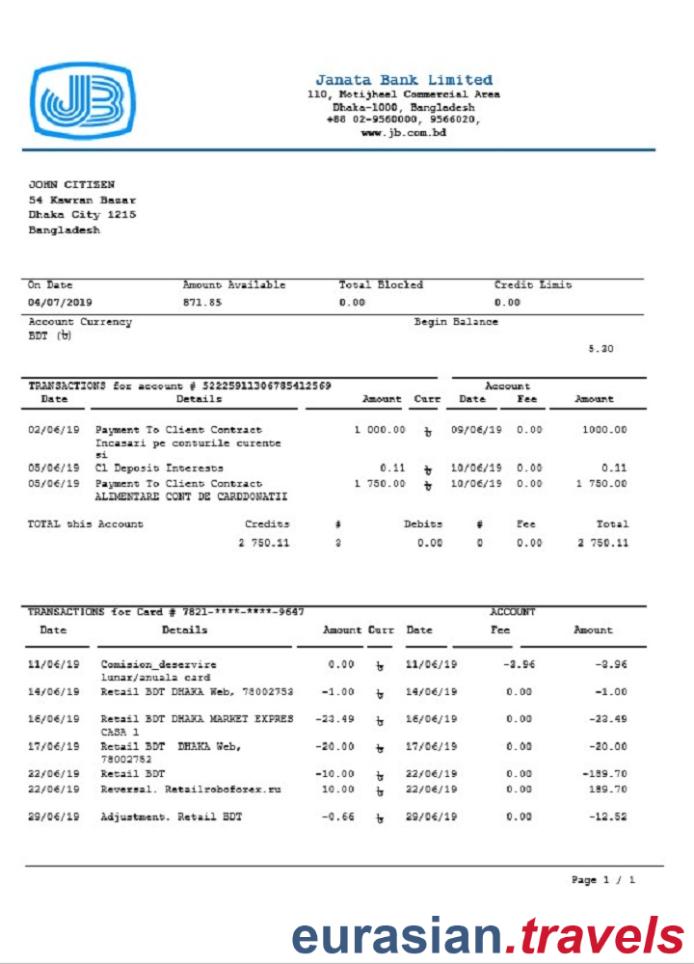 JB
Janata Bank Limited
110, Motijheel Commercial Area
Dhaka-1000, Bangladesh
+88 02-9560000, 9566020,
www.jb.com.bd
JOHN CITIZEN
54 Kawran Bazar
Dhaka City 1215
Bangladesh
On Date Amount Available Total Blocked Credit Limit
04/07/2019 871.85 0.00 0.00
Account Currency Begin Balance
BDT (৳)
5.30
TRANSACTIONS for account # 52225911306785412569 Account
Date Details Amount Curr Date Fee Amount
02/06/19 Payment To Client Contract 1 000.00 ৳ 09/06/19 0.00 1000.00
Incasari pe conturile curente
si
05/06/19 Cl Deposit Interests 0.11 ৳ 10/06/19 0.00 0.11
05/06/19 Payment To Client Contract 1 750.00 ৳ 10/06/19 0.00 1 750.00
ALIMENTARE CONT DE CARDDONATII
TOTAL this Account Credits # Debits # Fee Total
2 750.11 3 0.00 0 0.00 2 750.11
TRANSACTIONS for Card # 7821-****-****-9647 ACCOUNT
Date Details Amount Curr Date Fee Amount
11/06/19 Comision_deservire 0.00 ৳ 11/06/19 -3.96 -3.96
lunar/anuala card
14/06/19 Retail BDT DHAKA Web, 78002753 -1.00 ৳ 14/06/19 0.00 -1.00
16/06/19 Retail BDT DHAKA MARKET EXPRES -23.49 ৳ 16/06/19 0.00 -23.49
CASA 1
17/06/19 Retail BDT DHAKA Web, -20.00 ৳ 17/06/19 0.00 -20.00
78002752
22/06/19 Retail BDT -10.00 ৳ 22/06/19 0.00 -189.70
22/06/19 Reversal. Retailroboforex.ru 10.00 ৳ 22/06/19 0.00 189.70
29/06/19 Adjustment. Retail BDT -0.66 ৳ 29/06/19 0.00 -12.52
Page 1 / 1
eurasian.travels